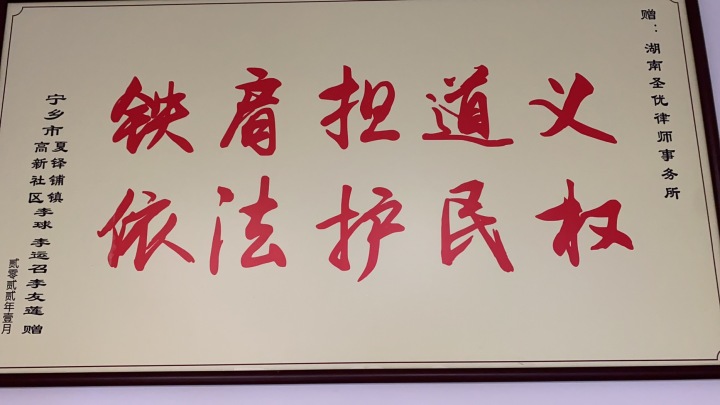 赠：湖南圣优律师事务所
铁肩担道义
依法护民权
宁乡市夏铎铺镇
高新社区李球 李运召李友莲 赠
贰零贰贰年壹月